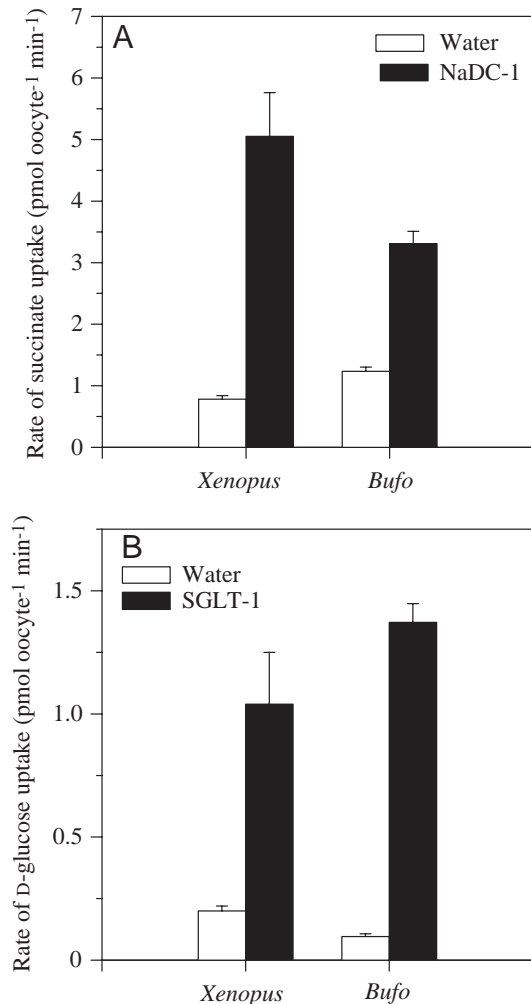 A
Water
NaDC-1
Rate of succinate uptake (pmol oocyte⁻¹ min⁻¹)
7
6
5
4
3
2
1
0
Xenopus Bufo
B
Water
SGLT-1
Rate of D-glucose uptake (pmol oocyte⁻¹ min⁻¹)
1.5
1.0
0.5
0
Xenopus Bufo